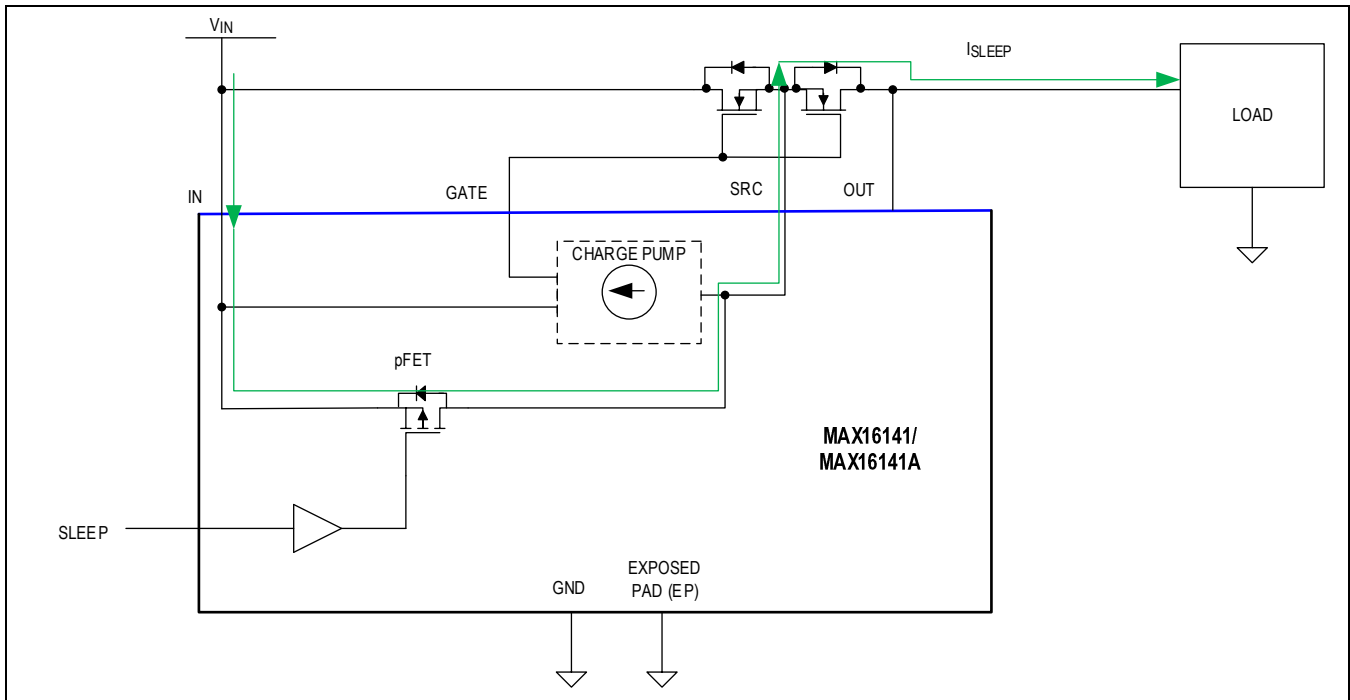 VIN
ISLEEP
LOAD
IN
GATE
SRC
OUT
CHARGE PUMP
pFET
MAX16141/
MAX16141A
SLEEP
GND
EXPOSED
PAD (EP)